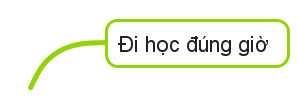 Đi học đúng giờ